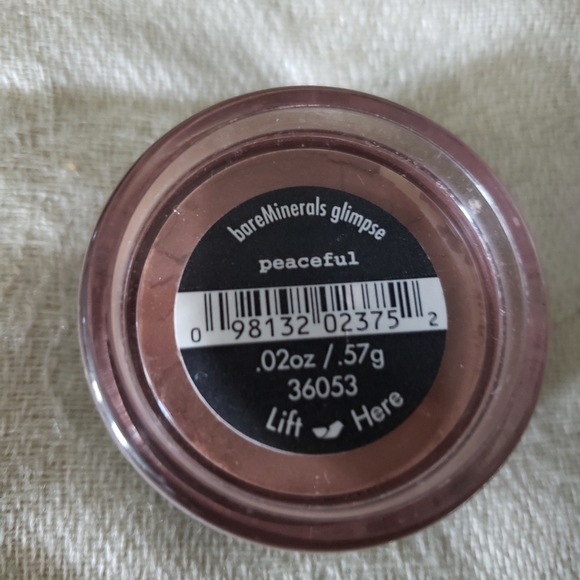 bareMinerals glimpse
peaceful
0 98132 02375 2
.02oz / .57g
36053
Lift Here